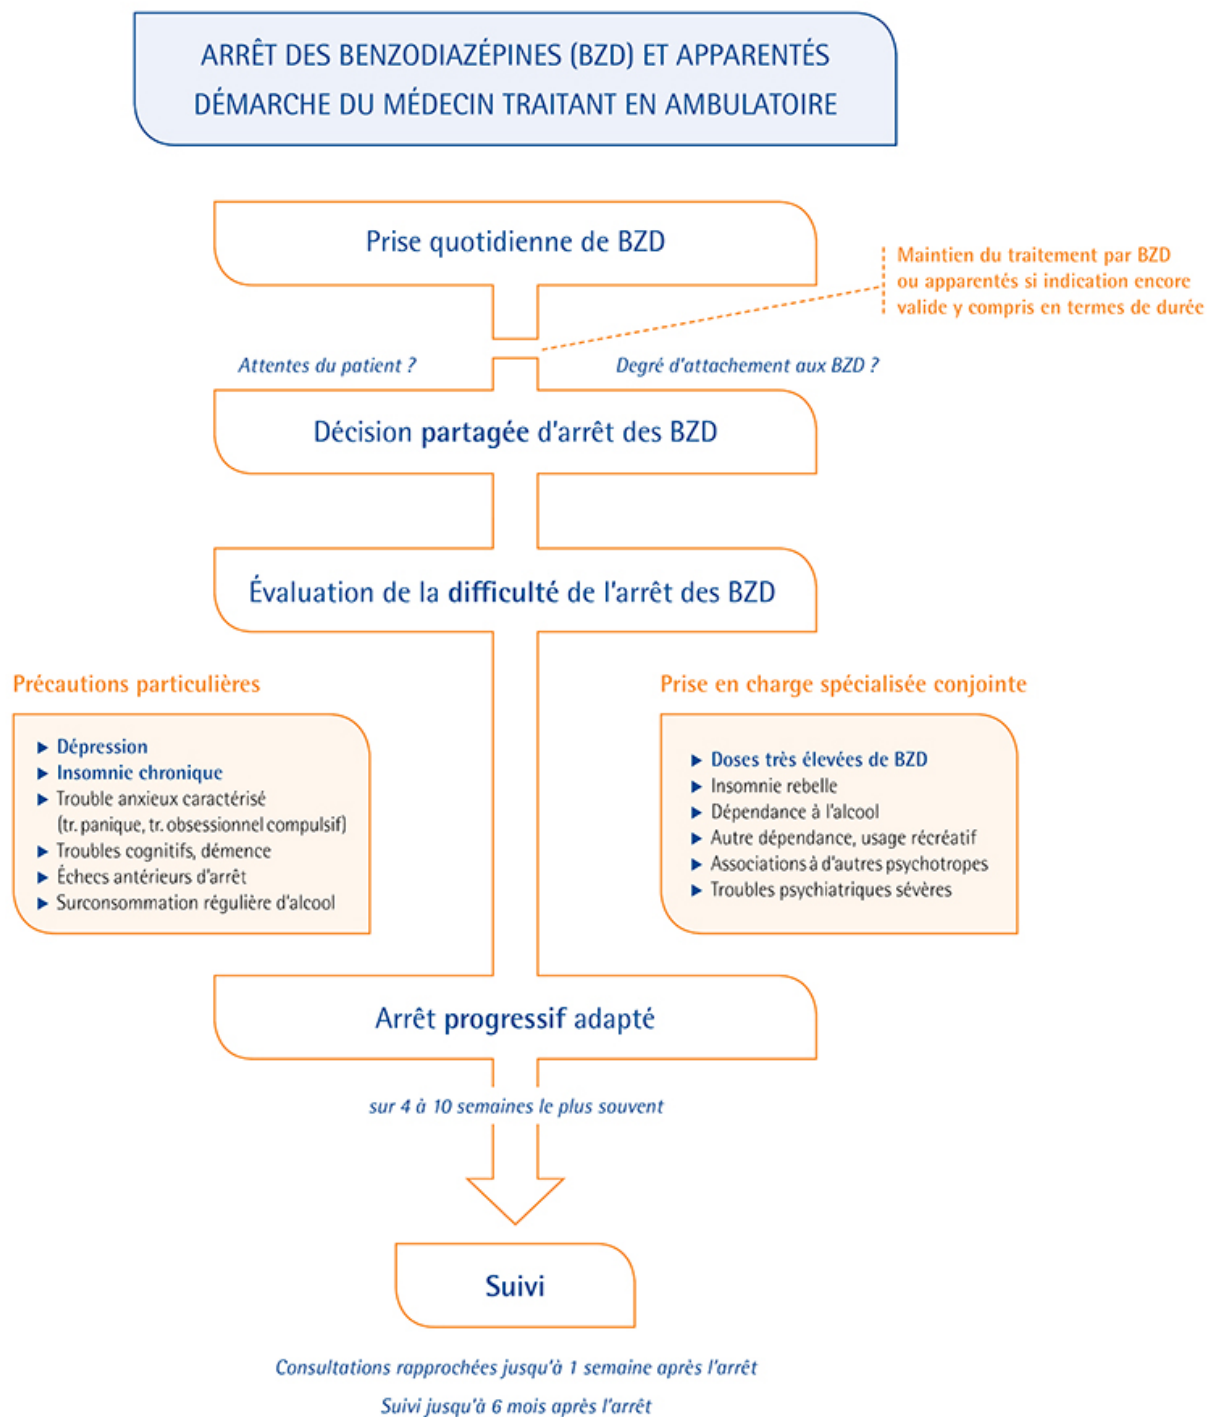 ARRÊT DES BENZODIAZÉPINES (BZD) ET APPARENTÉS
DÉMARCHE DU MÉDECIN TRAITANT EN AMBULATOIRE
Prise quotidienne de BZD
Maintien du traitement par BZD
ou apparentés si indication encore
valide y compris en termes de durée
Attentes du patient ?
Degré d'attachement aux BZD ?
Décision partagée d'arrêt des BZD
Évaluation de la difficulté de l'arrêt des BZD
Précautions particulières
► Dépression
► Insomnie chronique
► Trouble anxieux caractérisé
(tr. panique, tr. obsessionnel compulsif)
► Troubles cognitifs, démence
► Échecs antérieurs d'arrêt
► Surconsommation régulière d'alcool
Prise en charge spécialisée conjointe
► Doses très élevées de BZD
► Insomnie rebelle
► Dépendance à l'alcool
► Autre dépendance, usage récréatif
► Associations à d'autres psychotropes
► Troubles psychiatriques sévères
Arrêt progressif adapté
sur 4 à 10 semaines le plus souvent
Suivi
Consultations rapprochées jusqu'à 1 semaine après l'arrêt
Suivi jusqu'à 6 mois après l'arrêt